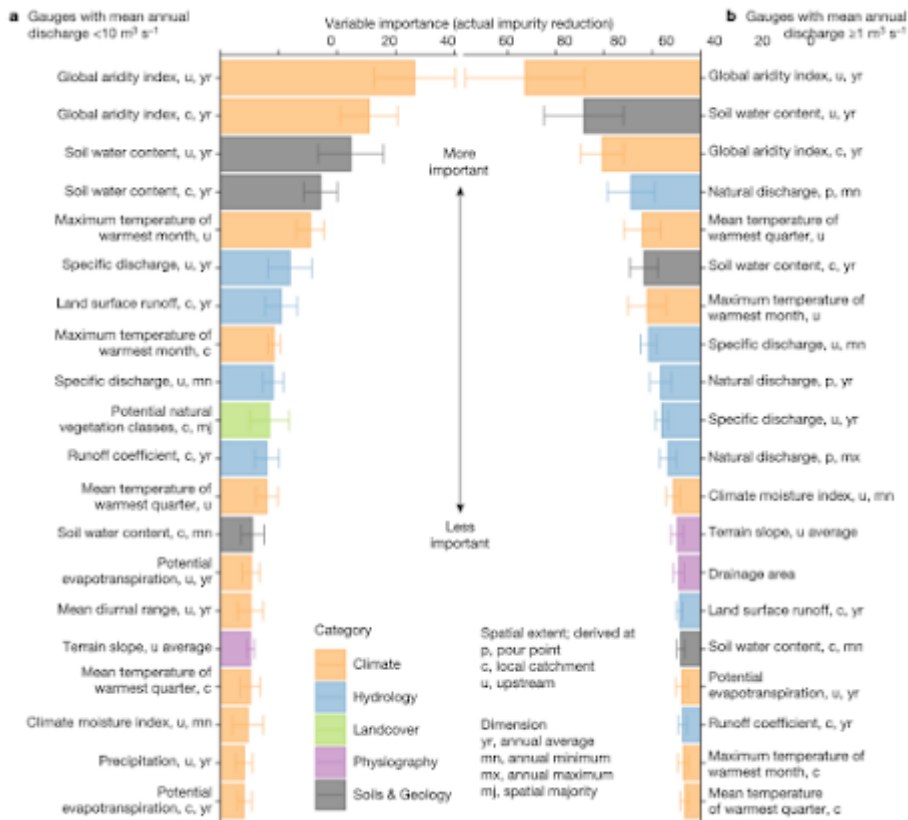 a Gauges with mean annual
discharge <10 m³ s⁻¹
Variable importance (actual impurity reduction)
b Gauges with mean annual
discharge ≥1 m³ s⁻¹
0 40 60 80 80 60 40 20 0
Global aridity index, u, yr
Global aridity index, c, yr
Soil water content, u, yr
Soil water content, c, yr
Maximum temperature of
warmest month, u
Specific discharge, u, yr
Land surface runoff, c, yr
Maximum temperature of
warmest month, c
Specific discharge, u, mn
Potential natural
vegetation classes, c, mj
Runoff coefficient, c, yr
Mean temperature of
warmest quarter, u
Soil water content, c, mn
Potential
evapotranspiration, u, yr
Mean diurnal range, u, yr
Terrain slope, u average
Mean temperature of
warmest quarter, c
Climate moisture index, u, mn
Precipitation, u, yr
Potential
evapotranspiration, c, yr
More
important
Less
important
Category
Climate
Hydrology
Landcover
Physiography
Soils & Geology
Spatial extent; derived at
p, pour point
c, local catchment
u, upstream
Dimension
yr, annual average
mn, annual minimum
mx, annual maximum
mj, spatial majority
Global aridity index, u, yr
Soil water content, u, yr
Global aridity index, c, yr
Natural discharge, p, mn
Mean temperature of
warmest quarter, u
Soil water content, c, yr
Maximum temperature of
warmest month, u
Specific discharge, u, mn
Natural discharge, p, yr
Specific discharge, u, yr
Natural discharge, p, mx
Climate moisture index, u, mn
Terrain slope, u average
Drainage area
Land surface runoff, c, yr
Soil water content, c, mn
Potential
evapotranspiration, u, yr
Runoff coefficient, c, yr
Maximum temperature of
warmest month, c
Mean temperature
of warmest quarter, c